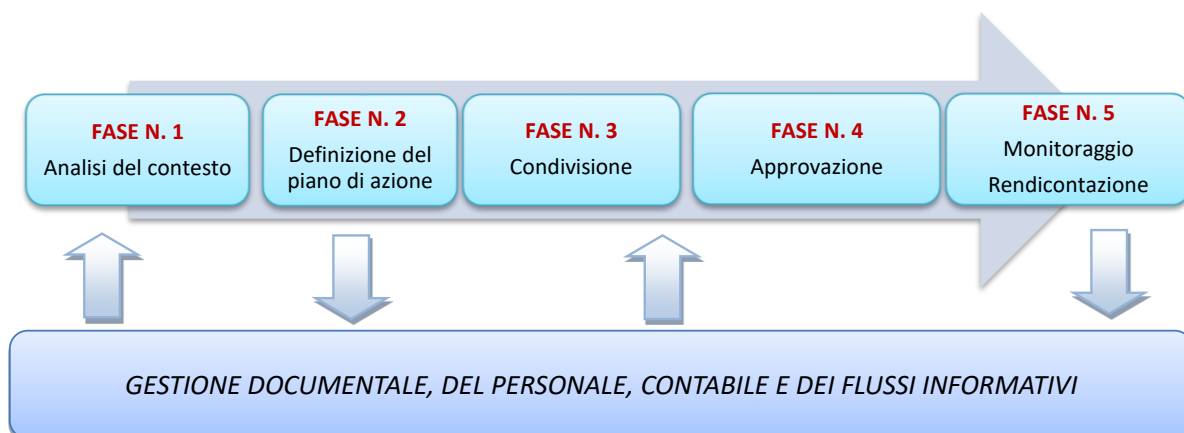 FASE N. 1
Analisi del contesto
FASE N. 2
Definizione del
piano di azione
FASE N. 3
Condivisione
FASE N. 4
Approvazione
FASE N. 5
Monitoraggio
Rendicontazione
GESTIONE DOCUMENTALE, DEL PERSONALE, CONTABILE E DEI FLUSSI INFORMATIVI